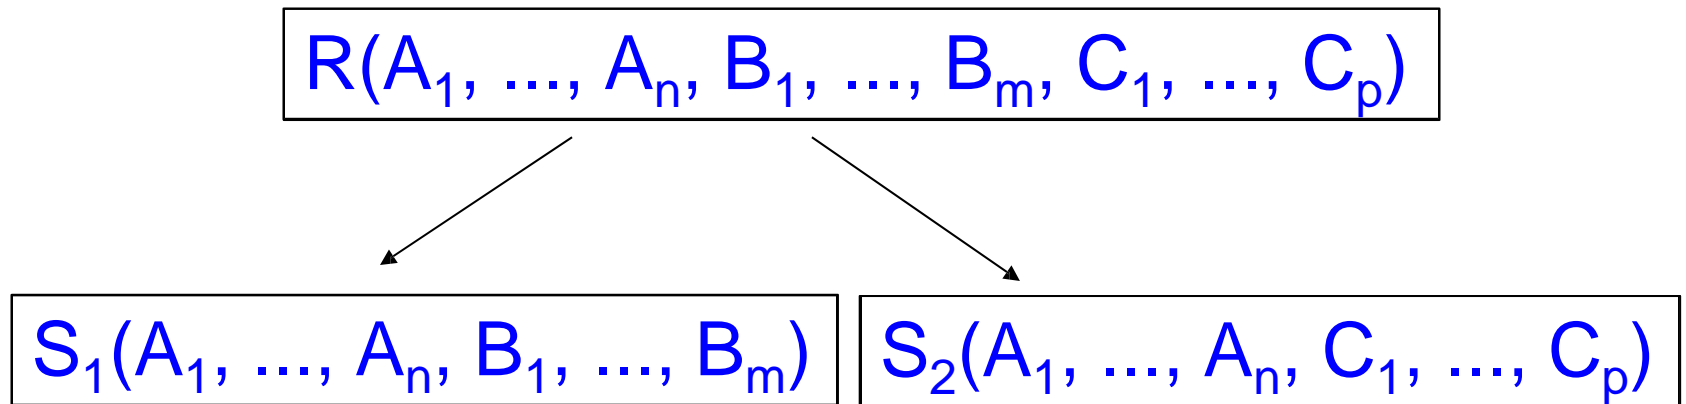 R(A₁, ..., Aₙ, B₁, ..., Bₘ, C₁, ..., Cₚ)
S₁(A₁, ..., Aₙ, B₁, ..., Bₘ)
S₂(A₁, ..., Aₙ, C₁, ..., Cₚ)